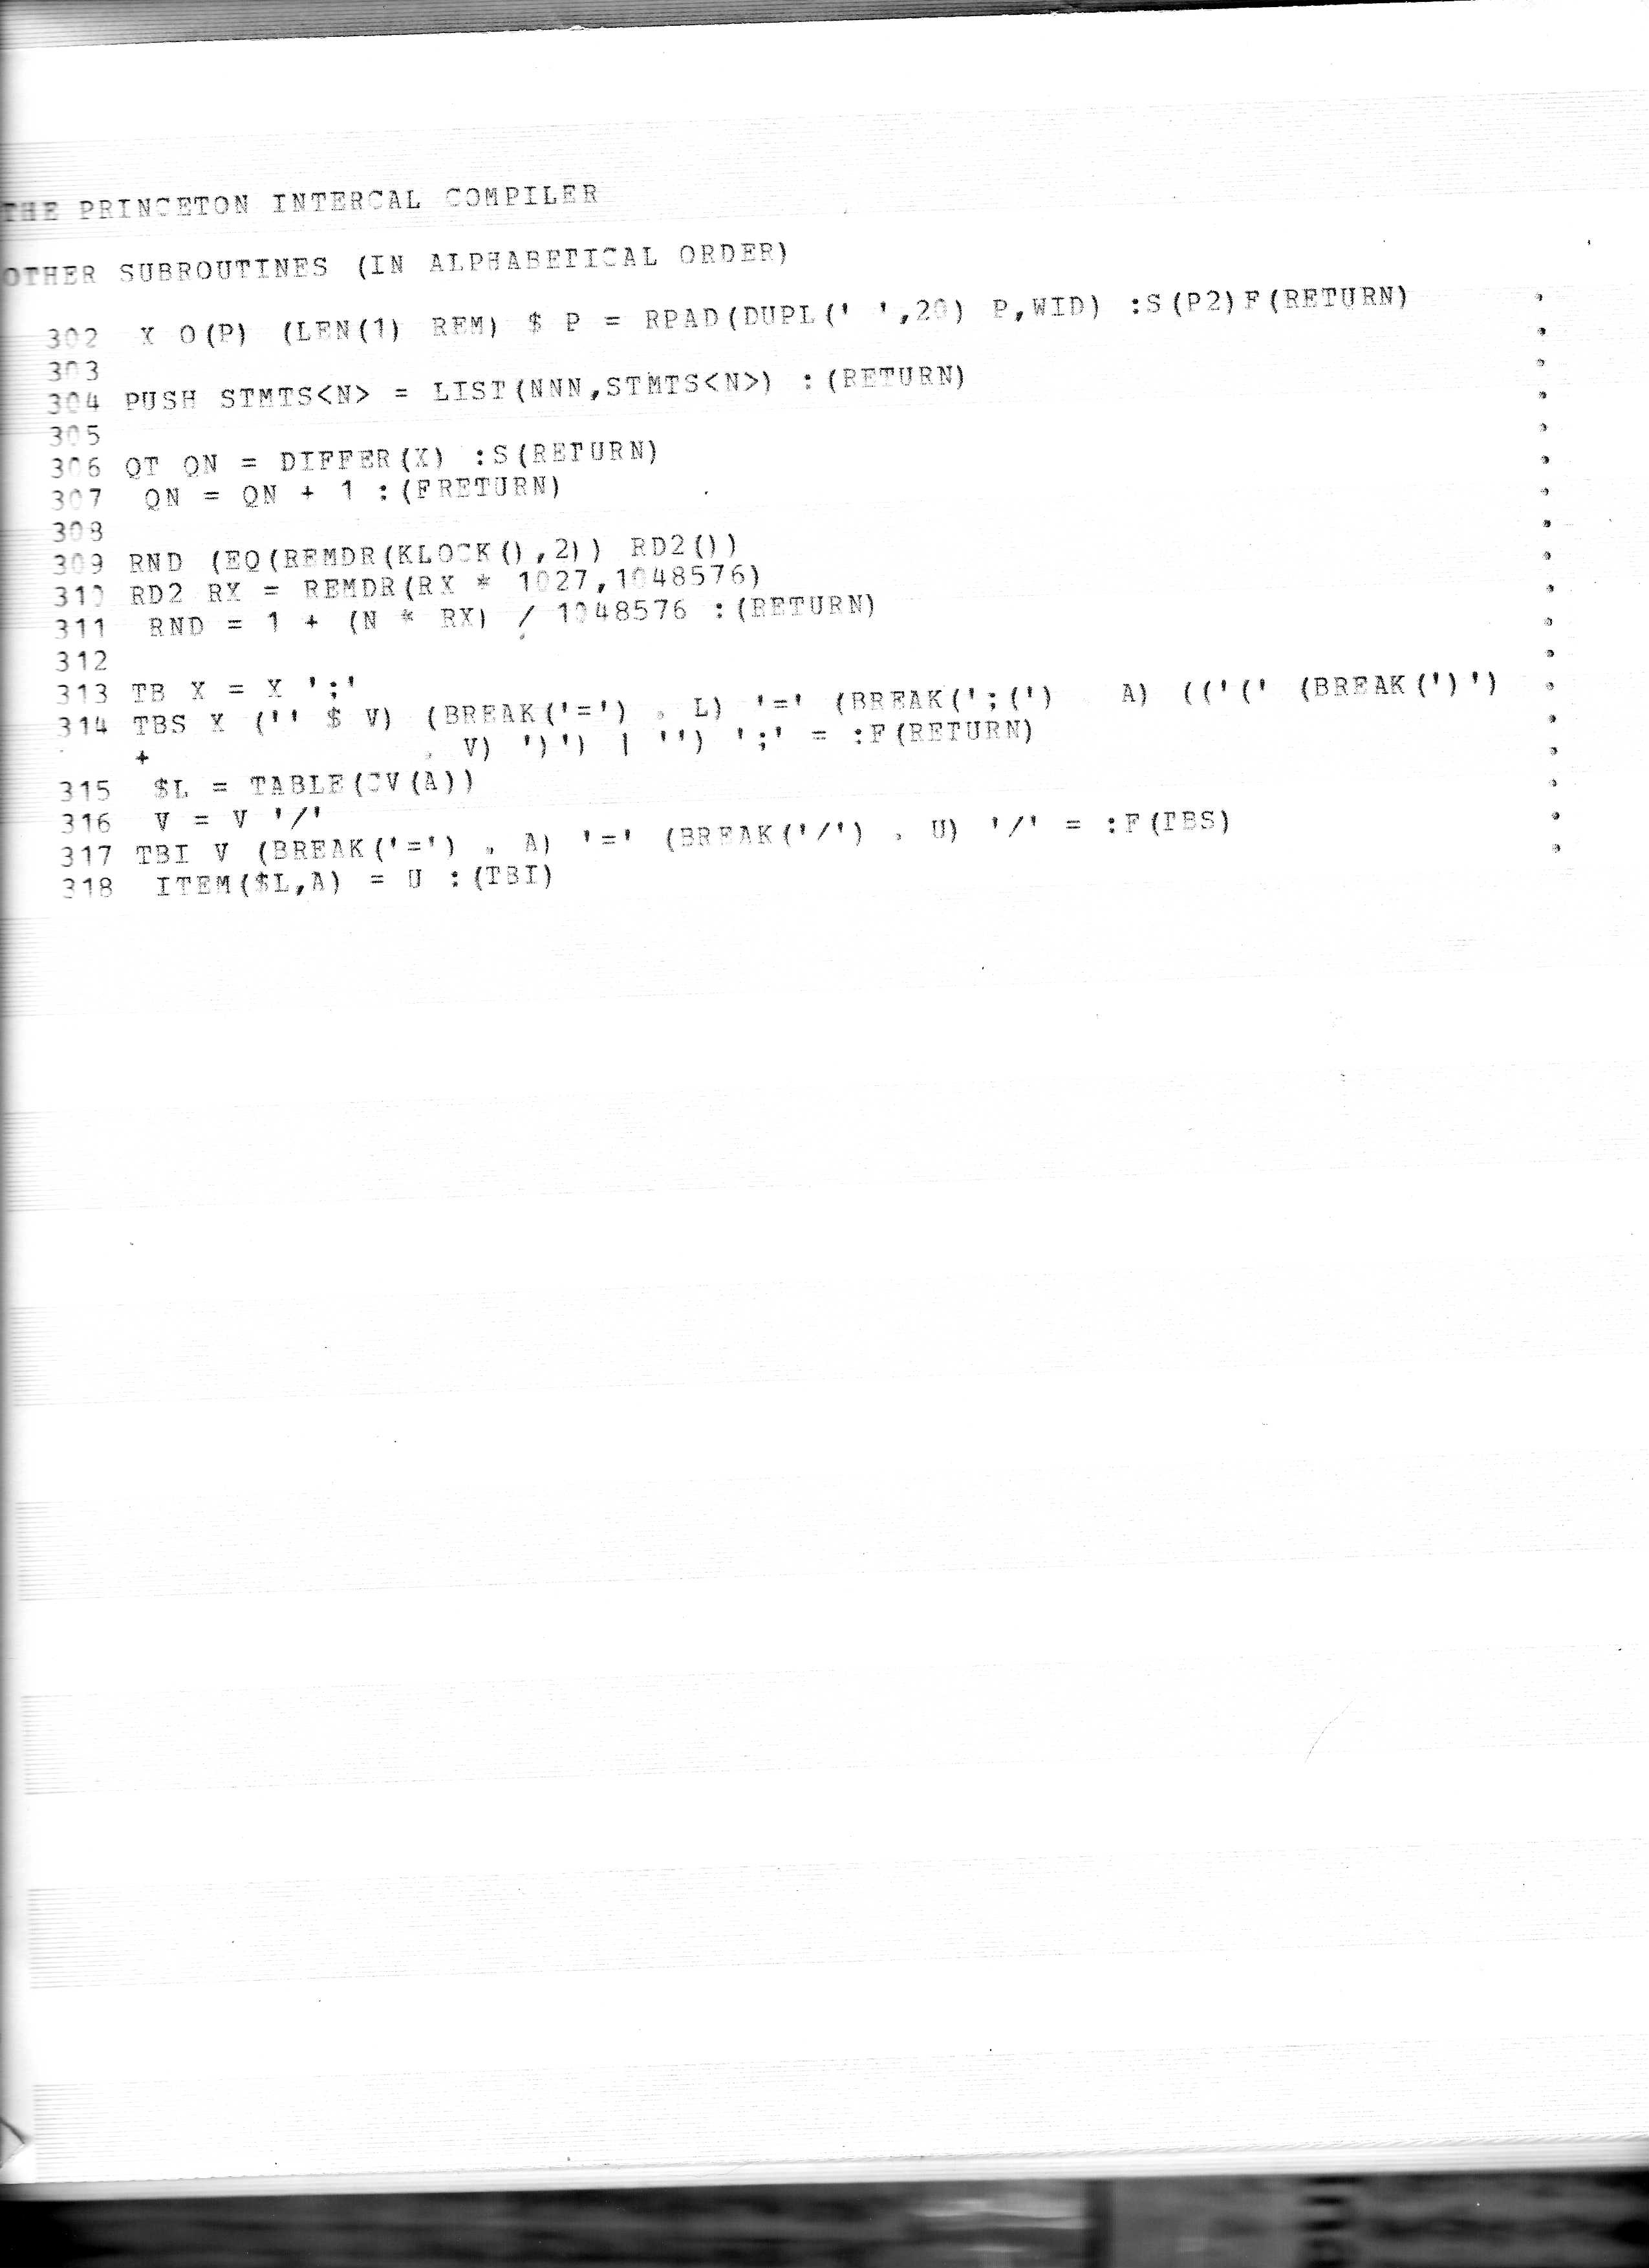 THE PRINCETON INTERCAL COMPILER
OTHER SUBROUTINES (IN ALPHABETICAL ORDER)
302  X O(P) (LEN(1) REM) $ P = RPAD(DUPL(' ',20) P,WID) :S(P2)F(RETURN)
303
304 PUSH STMTS<N> = LIST(NNN,STMTS<N>) :(RETURN)
305
306 QT QN = DIFFER(X) :S(RETURN)
307  QN = QN + 1 :(FRETURN)
308
309 RND (EQ(REMDR(KLOCK(),2)) RD2())
310 RD2 RX = REMDR(RX * 1027,1048576)
311  RND = 1 + (N * RX) / 1048576 :(RETURN)
312
313 TB X = X ';'
314 TBS X ('' $ V) (BREAK('=') . L) '=' (BREAK(';(')   A) (('(' (BREAK(')')
+ . V) ')') | '') ';' = :F(RETURN)
315  $L = TABLE(CV(A))
316  V = V '/'
317 TBI V (BREAK('=') . A) '=' (BREAK('/') . U) '/' = :F(TBS)
318  ITEM($L,A) = U :(TBI)